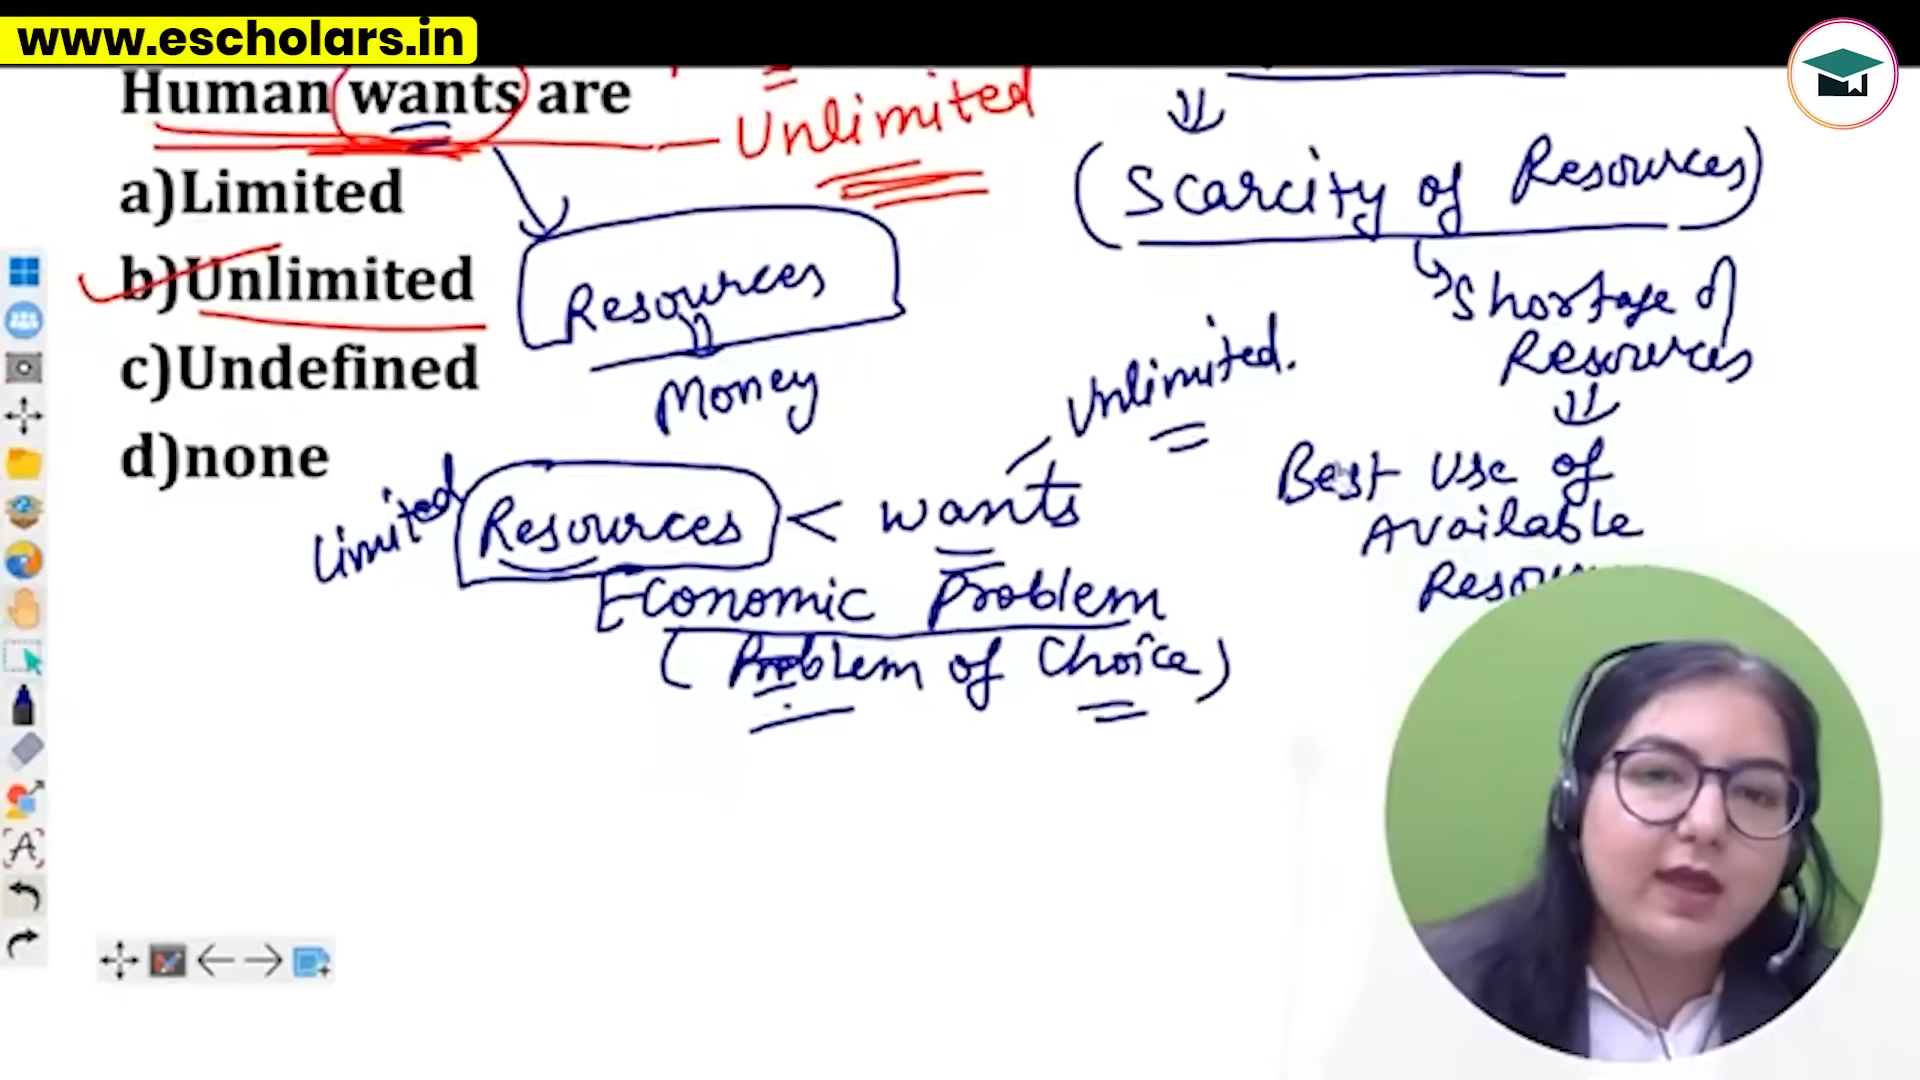 www.escholars.in
Human wants are
Unlimited
a)Limited
b)Unlimited
c)Undefined
d)none
Resources
Money
Limited
Resources < wants
Unlimited.
Economic Problem
(Problem of Choice)
(Scarcity of Resources)
Shortage of
Resources
Best Use of
Available